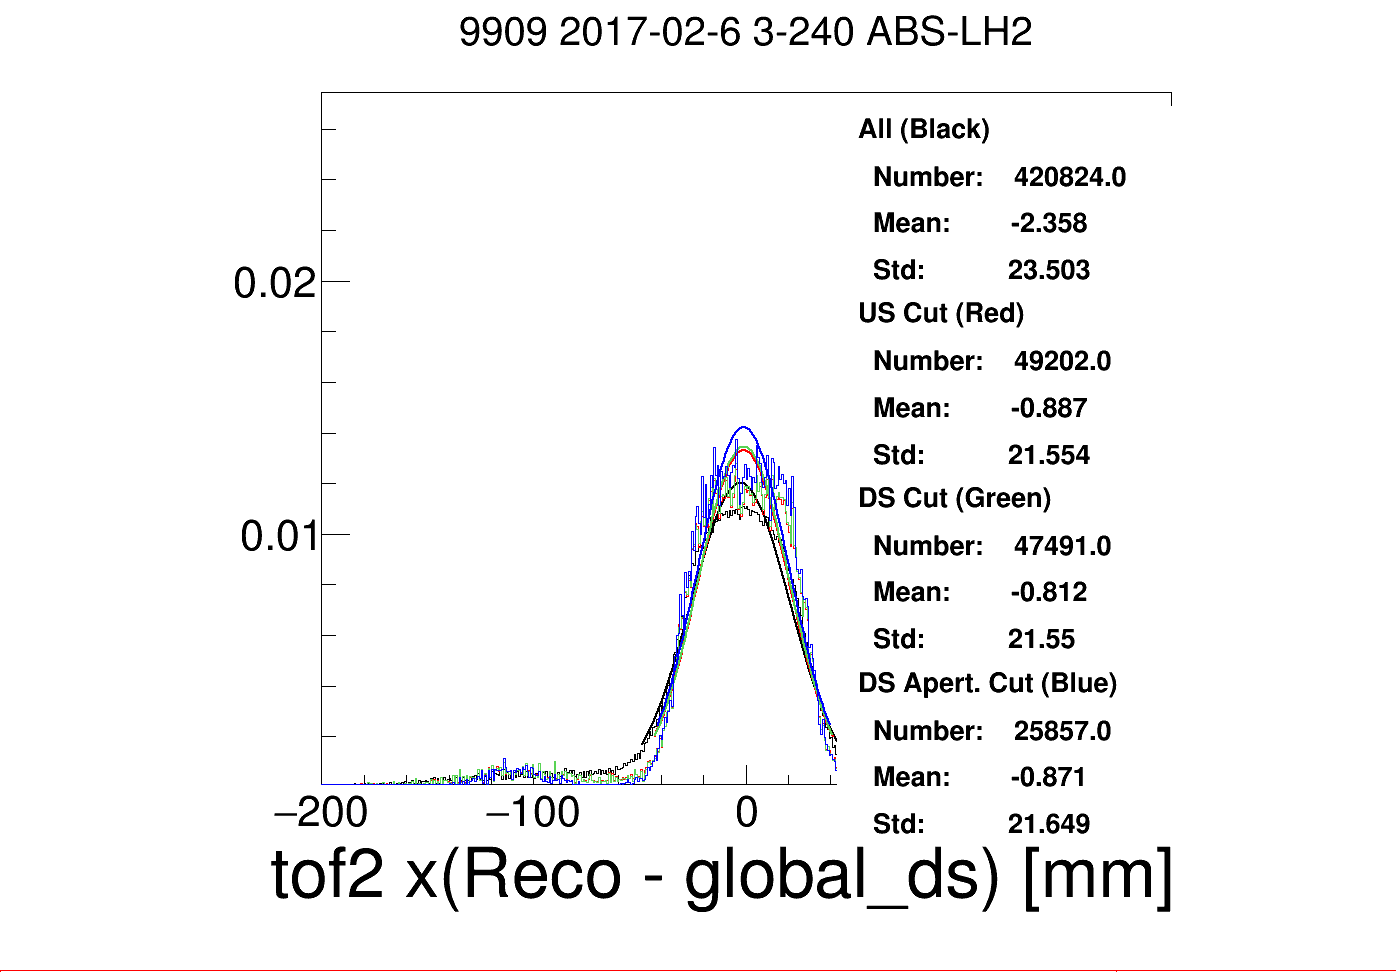 9909 2017-02-6 3-240 ABS-LH2
All (Black)
Number: 420824.0
Mean: -2.358
Std: 23.503
US Cut (Red)
Number: 49202.0
Mean: -0.887
Std: 21.554
DS Cut (Green)
Number: 47491.0
Mean: -0.812
Std: 21.55
DS Apert. Cut (Blue)
Number: 25857.0
Mean: -0.871
Std: 21.649
0.02
0.01
−200 −100 0
tof2 x(Reco - global_ds) [mm]